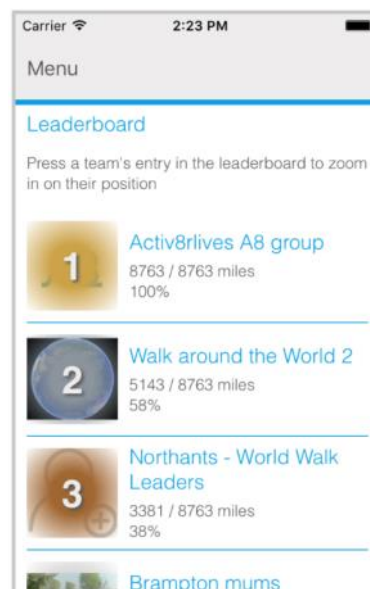 Carrier 2:23 PM
Menu
Leaderboard
Press a team's entry in the leaderboard to zoom
in on their position
1
Activ8rlives A8 group
8763 / 8763 miles
100%
2
Walk around the World 2
5143 / 8763 miles
58%
3
Northants - World Walk
Leaders
3381 / 8763 miles
38%
Brampton mums